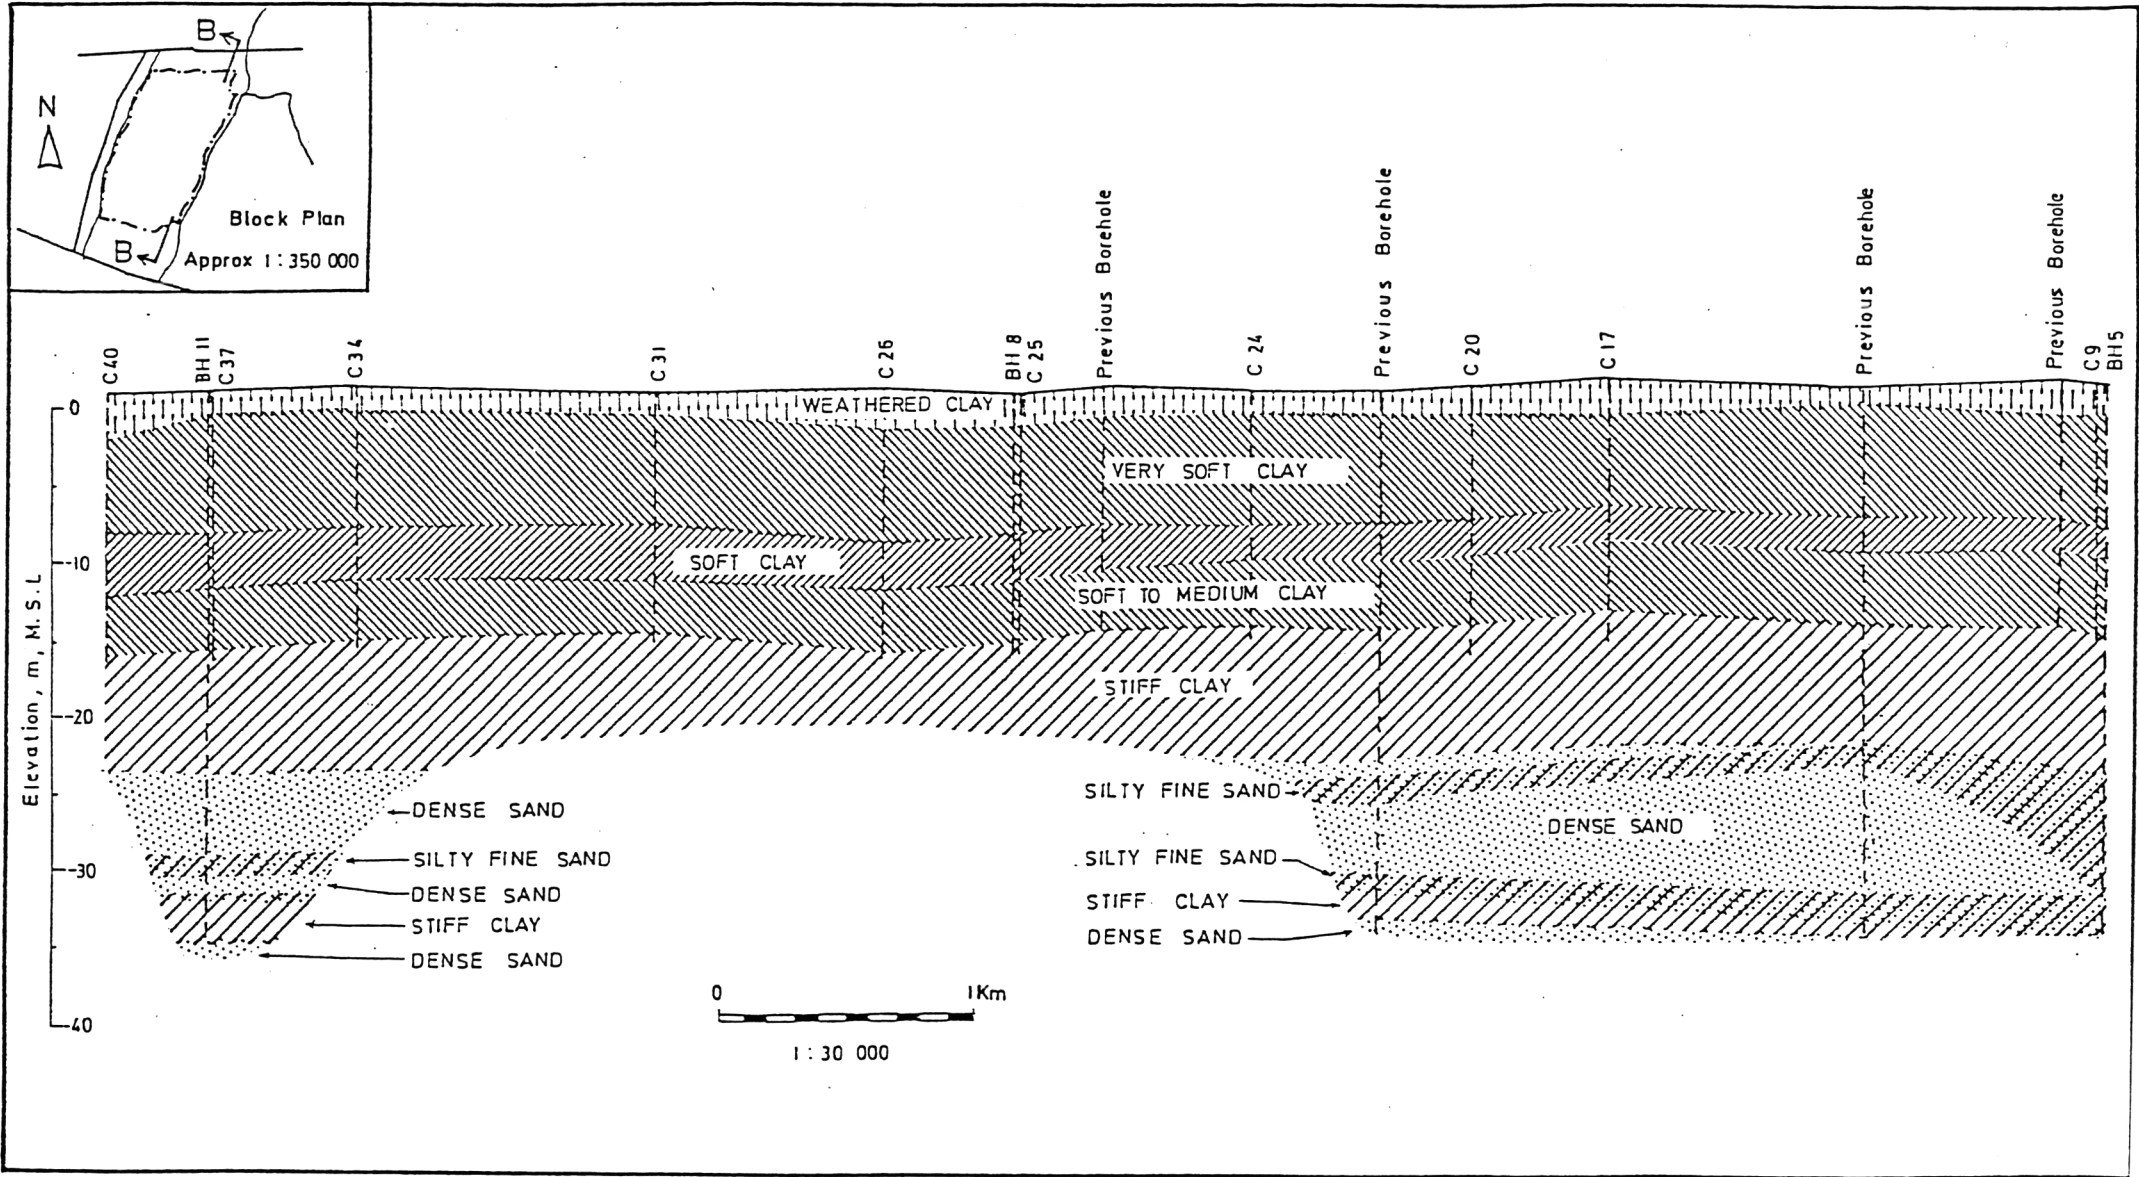 B
N
Block Plan
B
Approx 1:350 000
C40
BH 11
C37
C34
C31
C26
BH 8
C 25
Previous Borehole
C 24
Previous Borehole
C 20
C17
Previous Borehole
Previous Borehole
C9
BH5
Elevation, m, M.S.L
0
-10
-20
-30
-40
WEATHERED CLAY
VERY SOFT CLAY
SOFT CLAY
SOFT TO MEDIUM CLAY
STIFF CLAY
DENSE SAND
SILTY FINE SAND
DENSE SAND
STIFF CLAY
DENSE SAND
SILTY FINE SAND
DENSE SAND
SILTY FINE SAND
STIFF CLAY
DENSE SAND
0 1Km
1:30 000